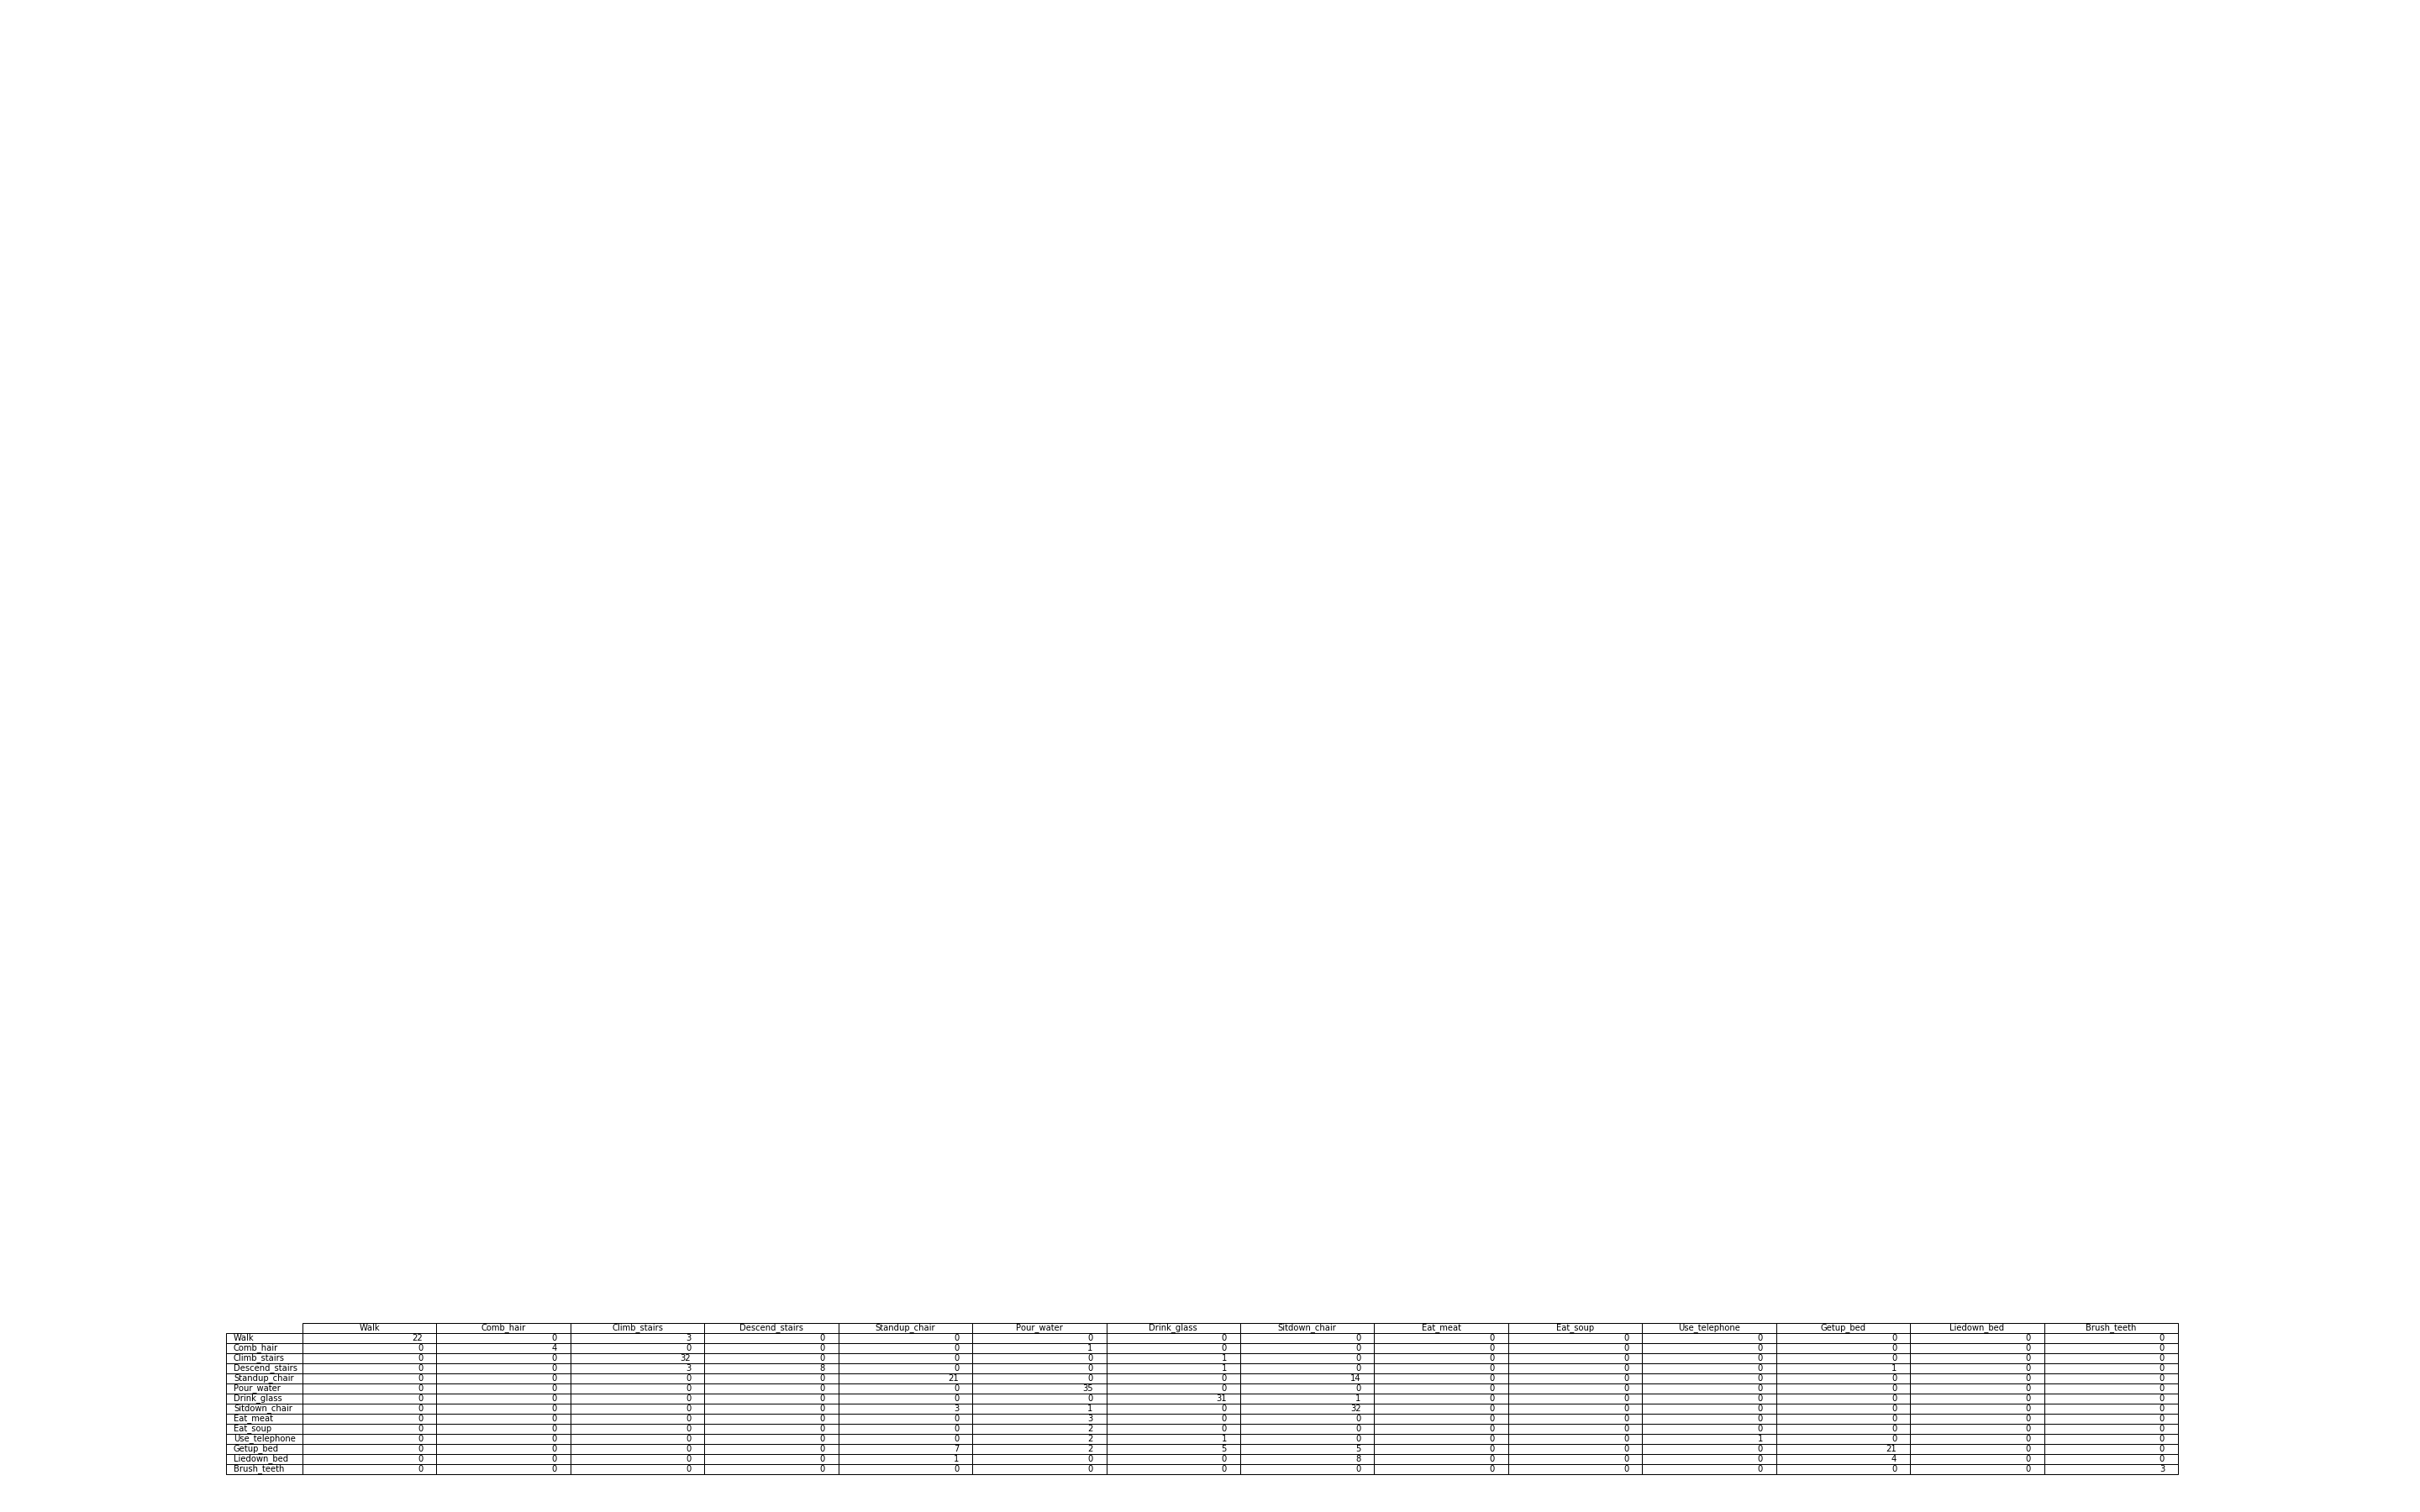 Walk Comb_hair Climb_stairs Descend_stairs Standup_chair Pour_water Drink_glass Sitdown_chair Eat_meat Eat_soup Use_telephone Getup_bed Liedown_bed Brush_teeth
Walk 22 0 3 0 0 0 0 0 0 0 0 0 0 0
Comb_hair 0 4 0 0 0 1 0 0 0 0 0 0 0 0
Climb_stairs 0 0 32 0 0 0 1 0 0 0 0 0 0 0
Descend_stairs 0 0 3 8 0 0 1 0 0 0 0 1 0 0
Standup_chair 0 0 0 0 21 0 0 14 0 0 0 0 0 0
Pour_water 0 0 0 0 0 35 0 0 0 0 0 0 0 0
Drink_glass 0 0 0 0 0 0 31 1 0 0 0 0 0 0
Sitdown_chair 0 0 0 0 3 1 0 32 0 0 0 0 0 0
Eat_meat 0 0 0 0 0 3 0 0 0 0 0 0 0 0
Eat_soup 0 0 0 0 0 2 0 0 0 0 0 0 0 0
Use_telephone 0 0 0 0 0 2 1 0 0 0 1 0 0 0
Getup_bed 0 0 0 0 7 2 5 5 0 0 0 21 0 0
Liedown_bed 0 0 0 0 1 0 0 8 0 0 0 4 0 0
Brush_teeth 0 0 0 0 0 0 0 0 0 0 0 0 0 3